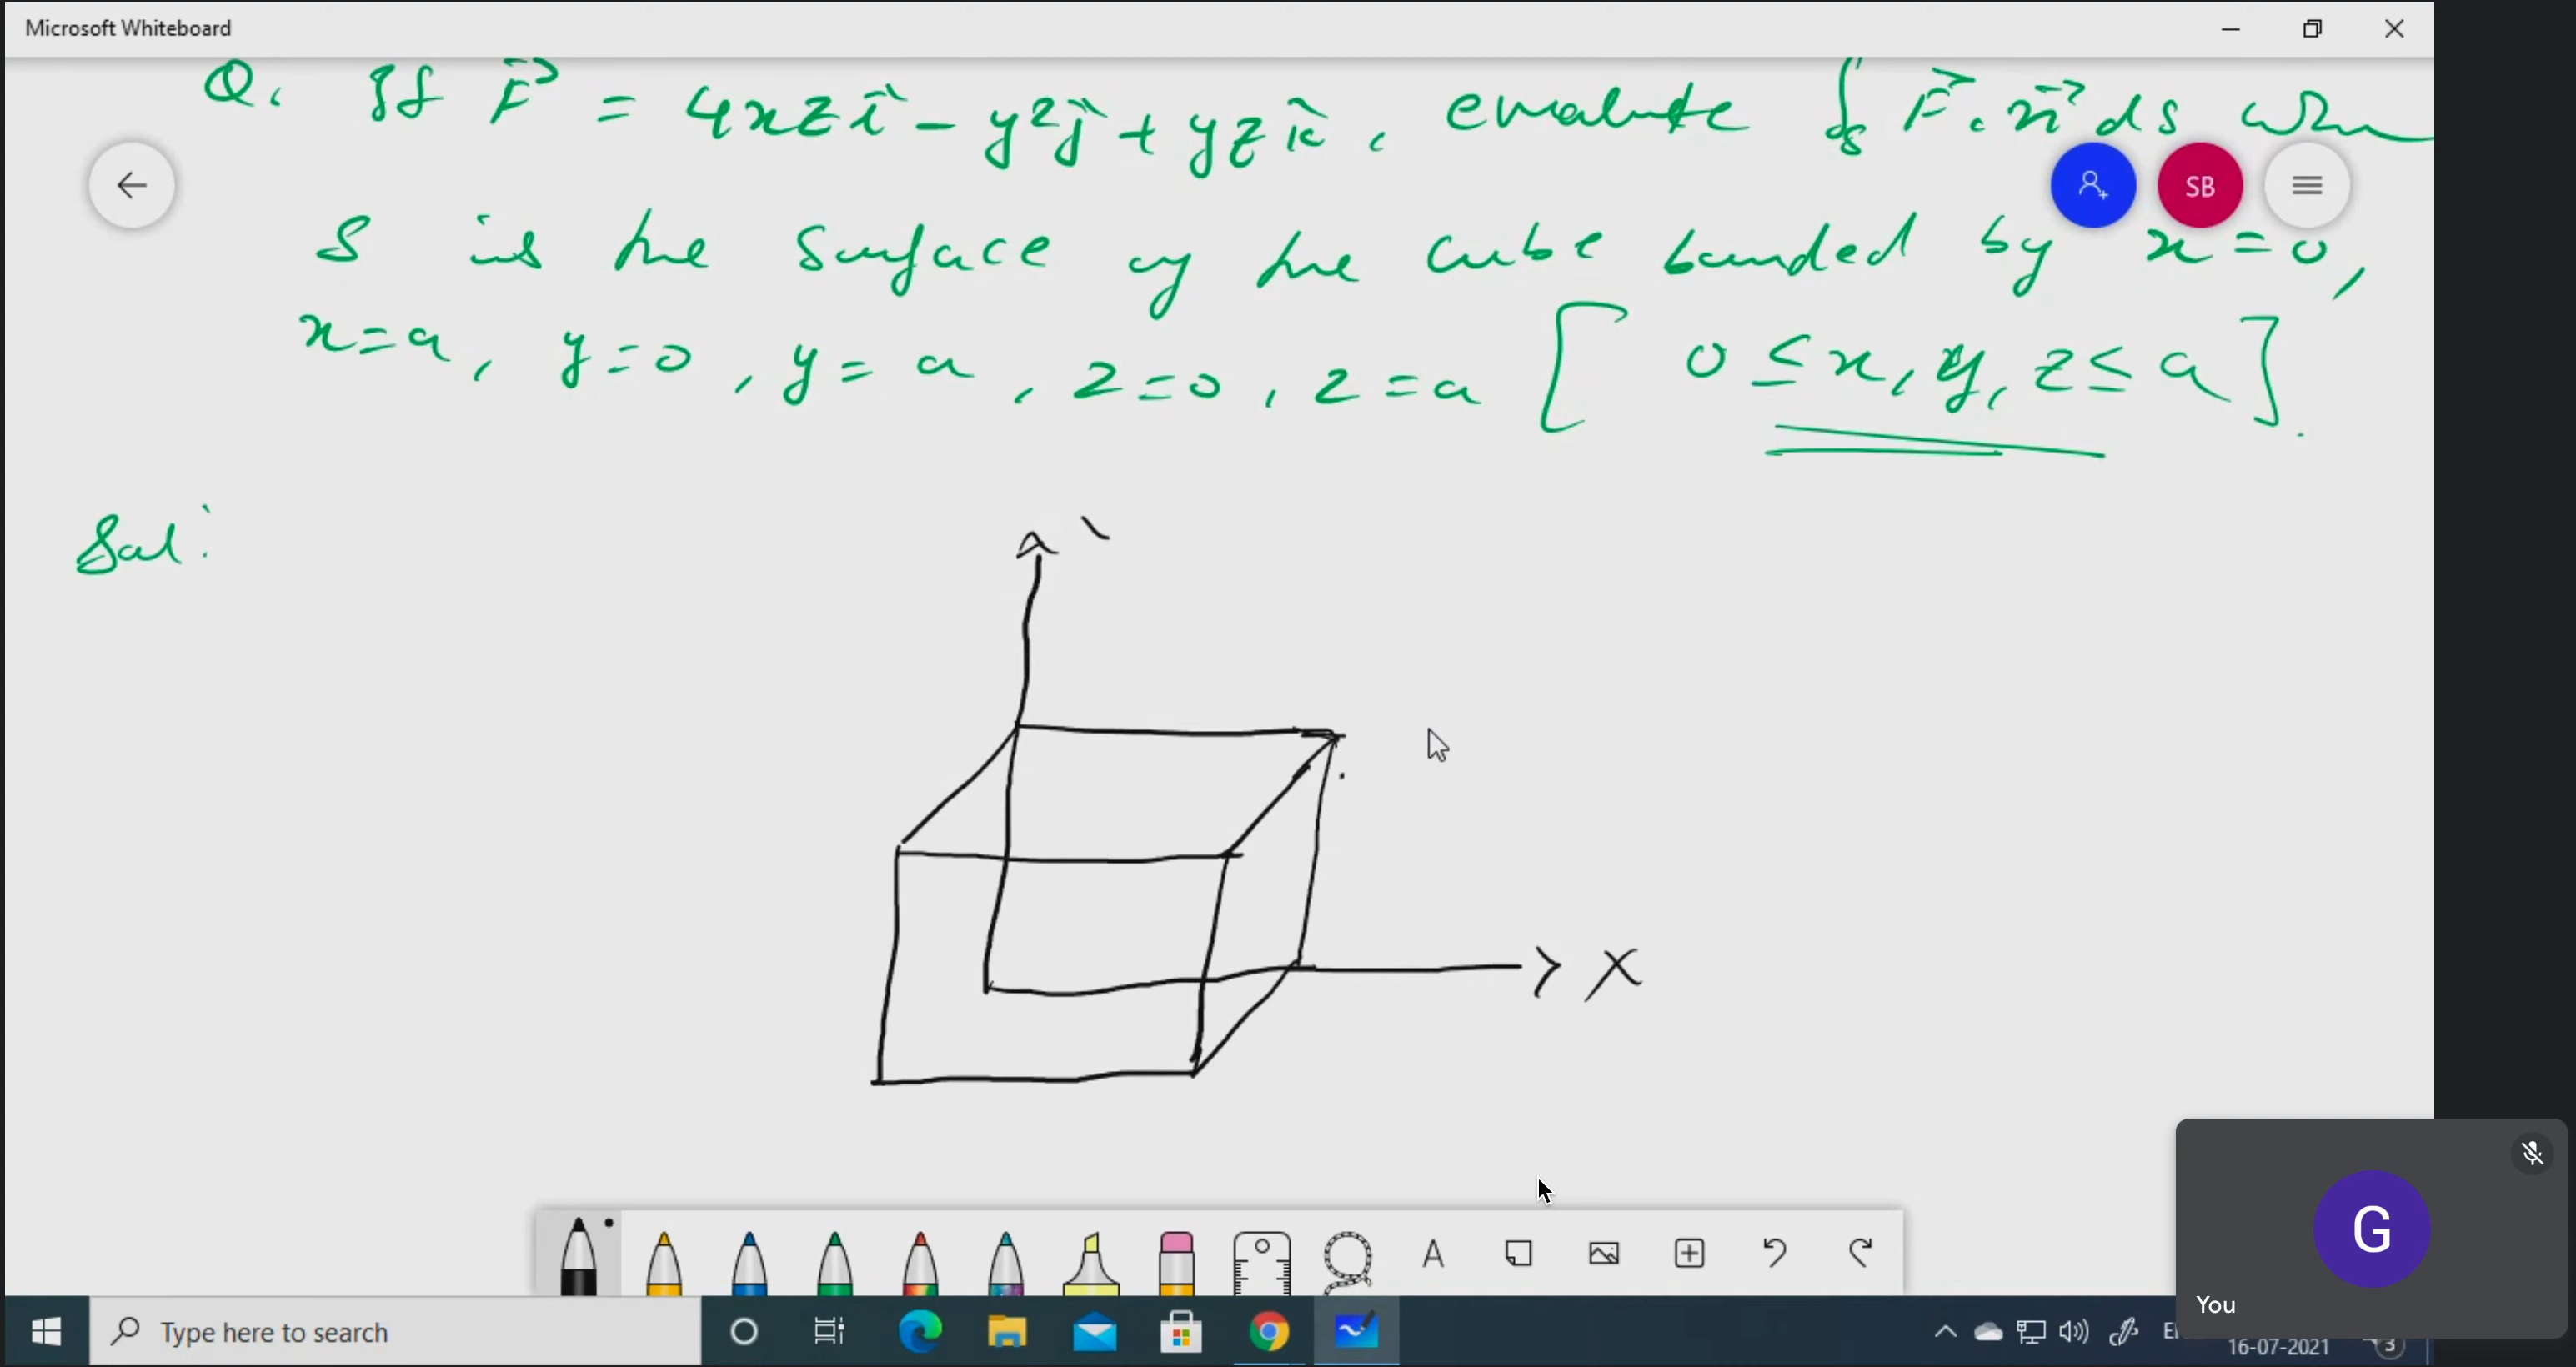 Microsoft Whiteboard
Q. If F⃗ = 4xz i⃗ - y² j⃗ + yz k⃗. evaluate ∫s F⃗.n⃗ ds
S is the surface of the cube bounded by x=0,
x=a, y=0, y=a, z=0, z=a [0≤x,y,z≤a].
SB
Sol:
X
A
G
You
Type here to search
16-07-2021
3